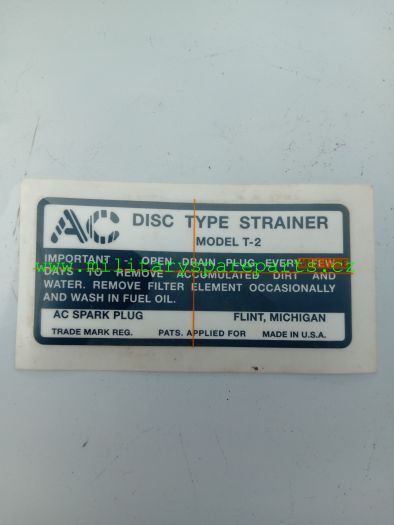 AC DISC TYPE STRAINER
MODEL T-2
IMPORTANT - OPEN DRAIN PLUG EVERY FEW
www.militaryspareparts.cz
DAYS TO REMOVE ACCUMULATED DIRT AND
WATER. REMOVE FILTER ELEMENT OCCASIONALLY
AND WASH IN FUEL OIL.
AC SPARK PLUG FLINT, MICHIGAN
TRADE MARK REG. PATS. APPLIED FOR MADE IN U.S.A.